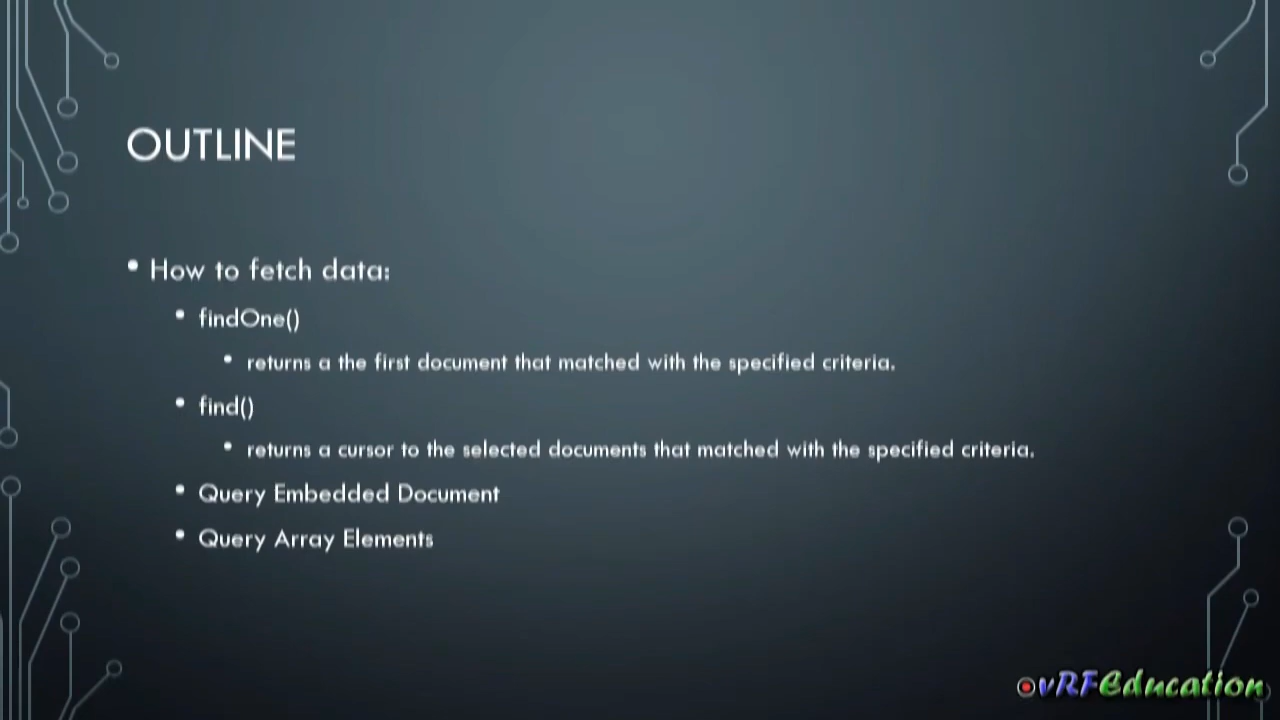 OUTLINE
• How to fetch data:
• findOne()
• returns a the first document that matched with the specified criteria.
• find()
• returns a cursor to the selected documents that matched with the specified criteria.
• Query Embedded Document
• Query Array Elements
vRFEducation